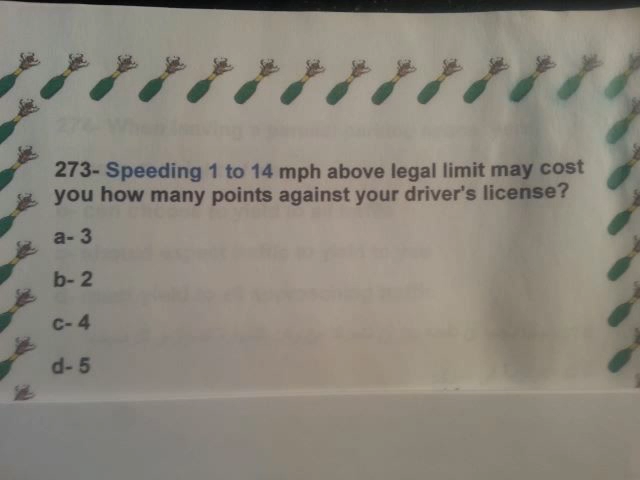 273- Speeding 1 to 14 mph above legal limit may cost
you how many points against your driver's license?
a- 3
b- 2
c- 4
d- 5